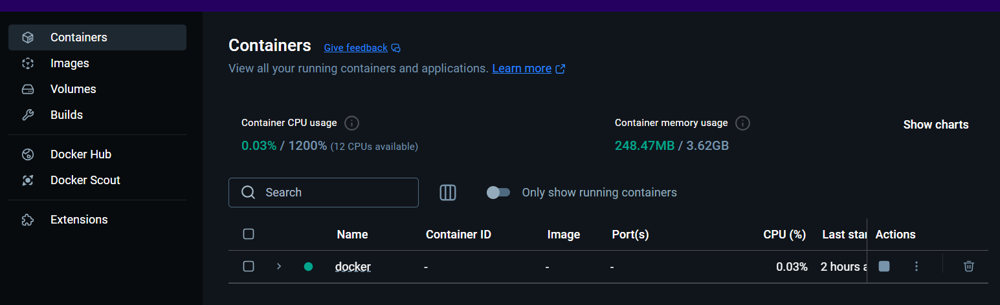 Containers
Images
Volumes
Builds
Docker Hub
Docker Scout
Extensions
Containers Give feedback
View all your running containers and applications. Learn more
Container CPU usage
0.03% / 1200% (12 CPUs available)
Container memory usage
248.47MB / 3.62GB
Show charts
Search
Only show running containers
Name Container ID Image Port(s) CPU (%) Last star Actions
docker - - - 0.03% 2 hours a